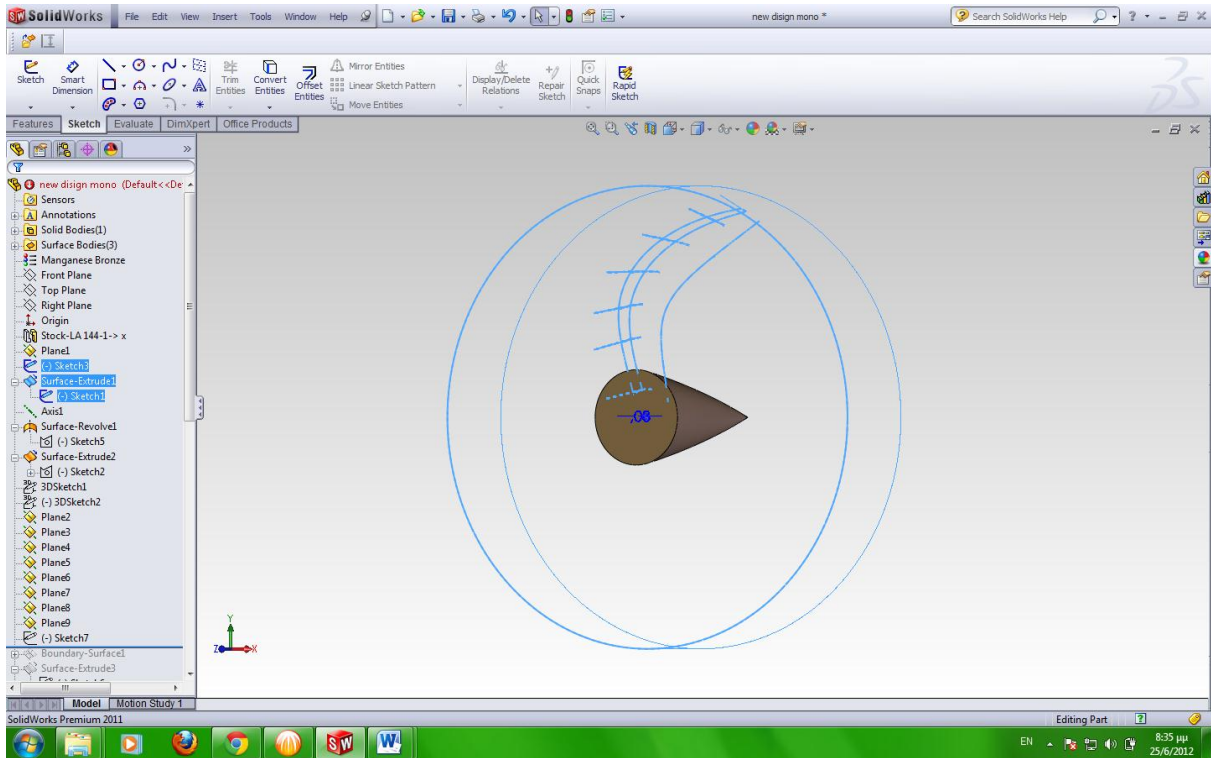 SolidWorks File Edit View Insert Tools Window Help new disign mono * Search SolidWorks Help
Sketch Smart Dimension Trim Entities Convert Entities Offset Entities Mirror Entities Linear Sketch Pattern Move Entities Display/Delete Relations Repair Sketch Quick Snaps Rapid Sketch
Features Sketch Evaluate DimXpert Office Products
new disign mono (Default<<De
Sensors
Annotations
Solid Bodies(1)
Surface Bodies(3)
Manganese Bronze
Front Plane
Top Plane
Right Plane
Origin
Stock-LA 144-1-> x
Plane1
(-) Sketch3
Surface-Extrude1
(-) Sketch1
Axis1
Surface-Revolve1
(-) Sketch5
Surface-Extrude2
(-) Sketch2
3DSketch1
(-) 3DSketch2
Plane2
Plane3
Plane4
Plane5
Plane6
Plane7
Plane8
Plane9
(-) Sketch7
Boundary-Surface1
Surface-Extrude3
Y
Z X
Model Motion Study 1
SolidWorks Premium 2011 Editing Part
EN 8:35 μμ
25/6/2012